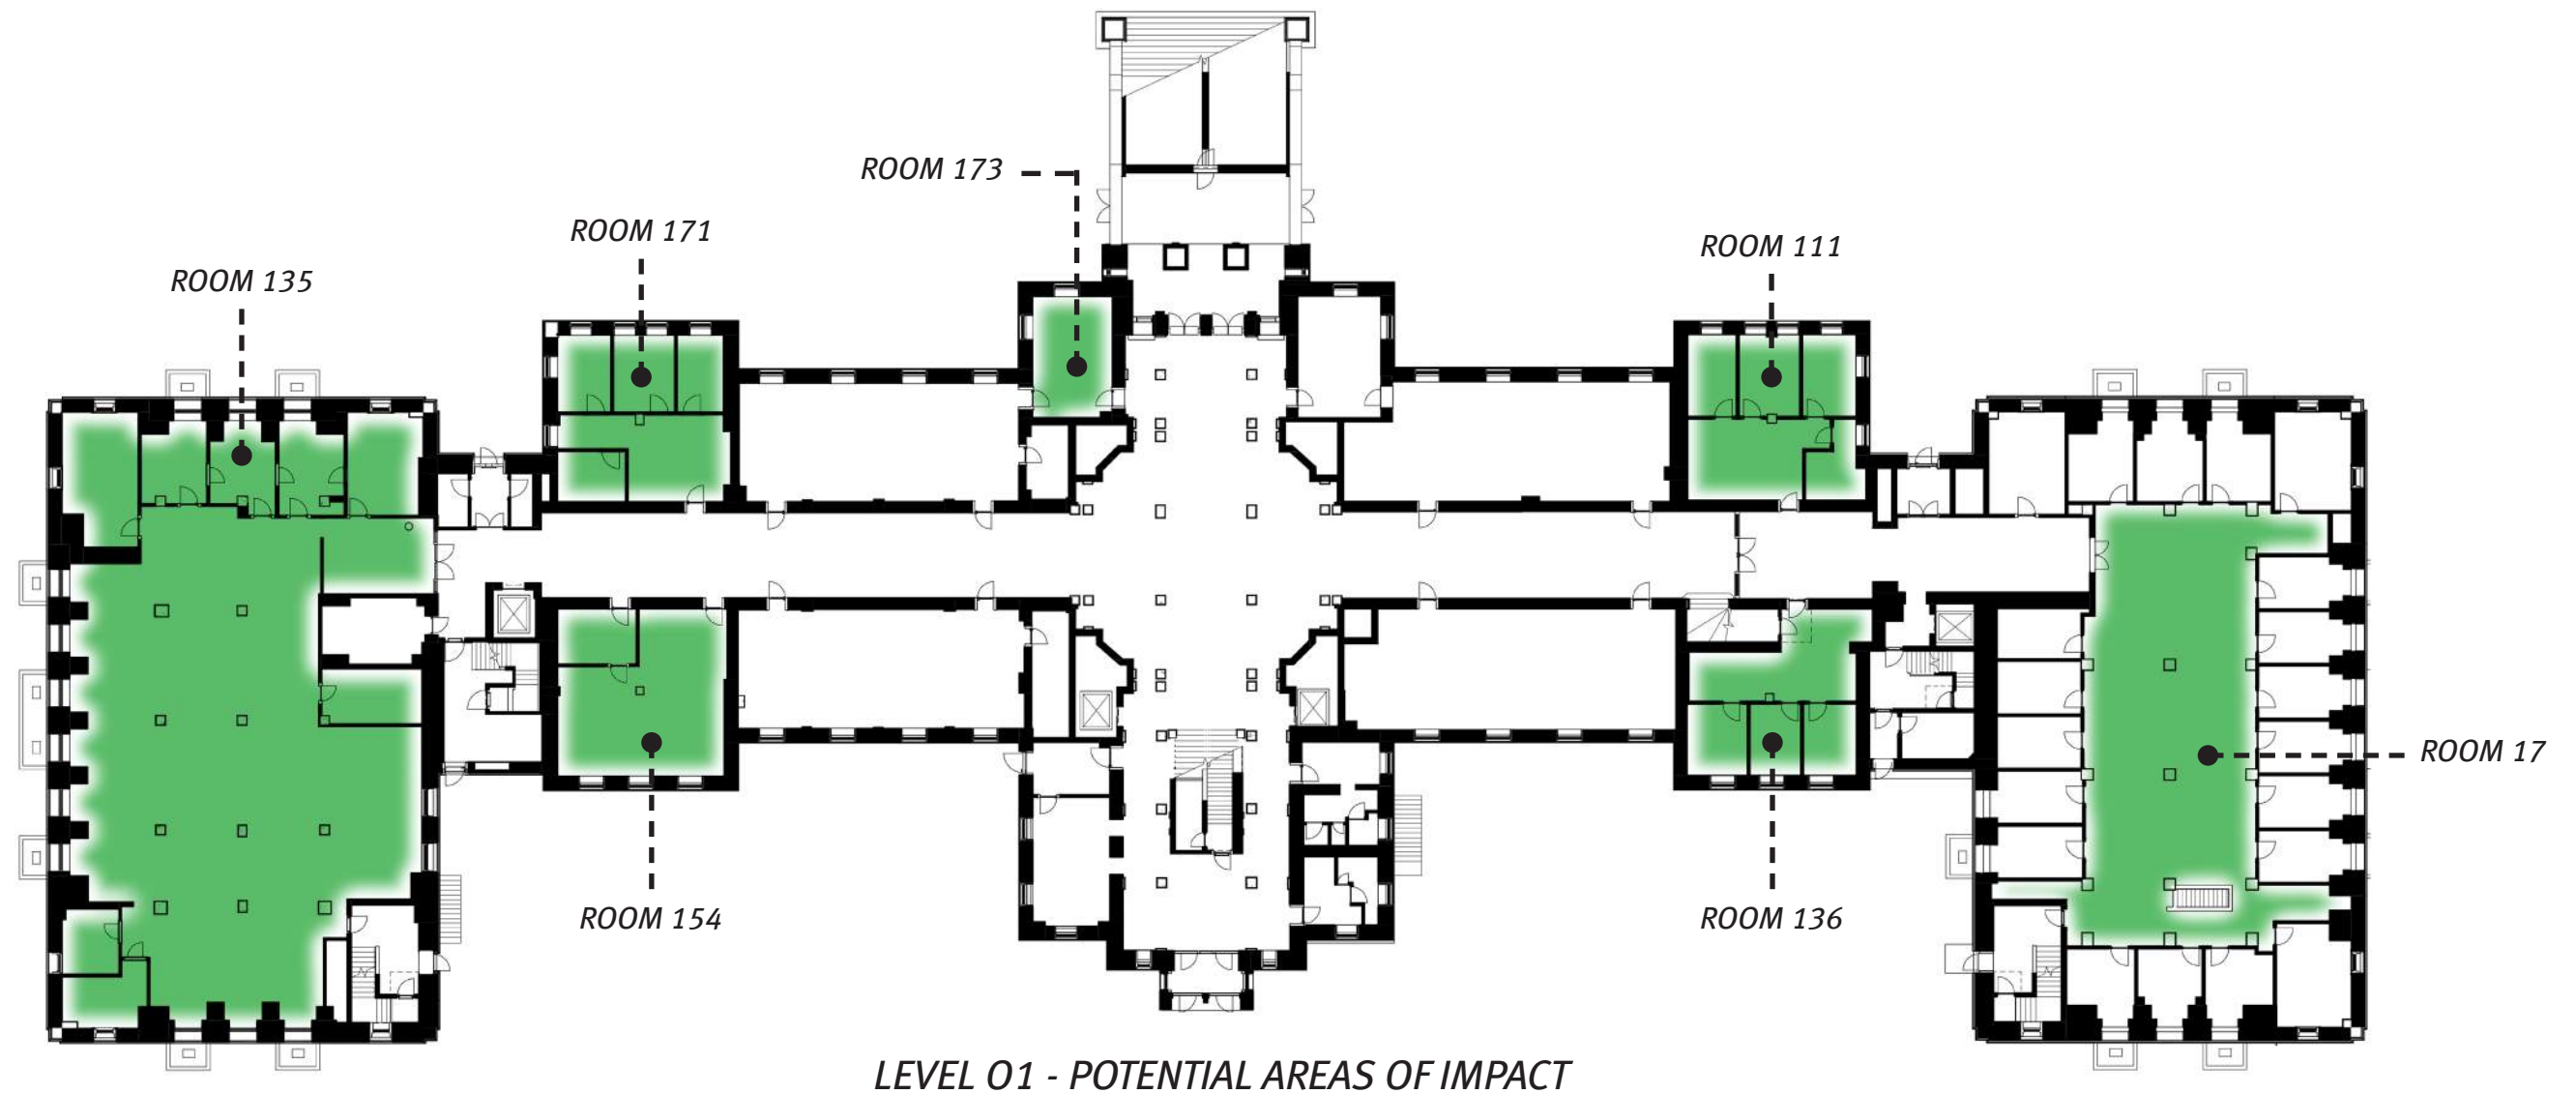 ROOM 173
ROOM 171
ROOM 111
ROOM 135
ROOM 17
ROOM 154
ROOM 136
LEVEL 01 - POTENTIAL AREAS OF IMPACT